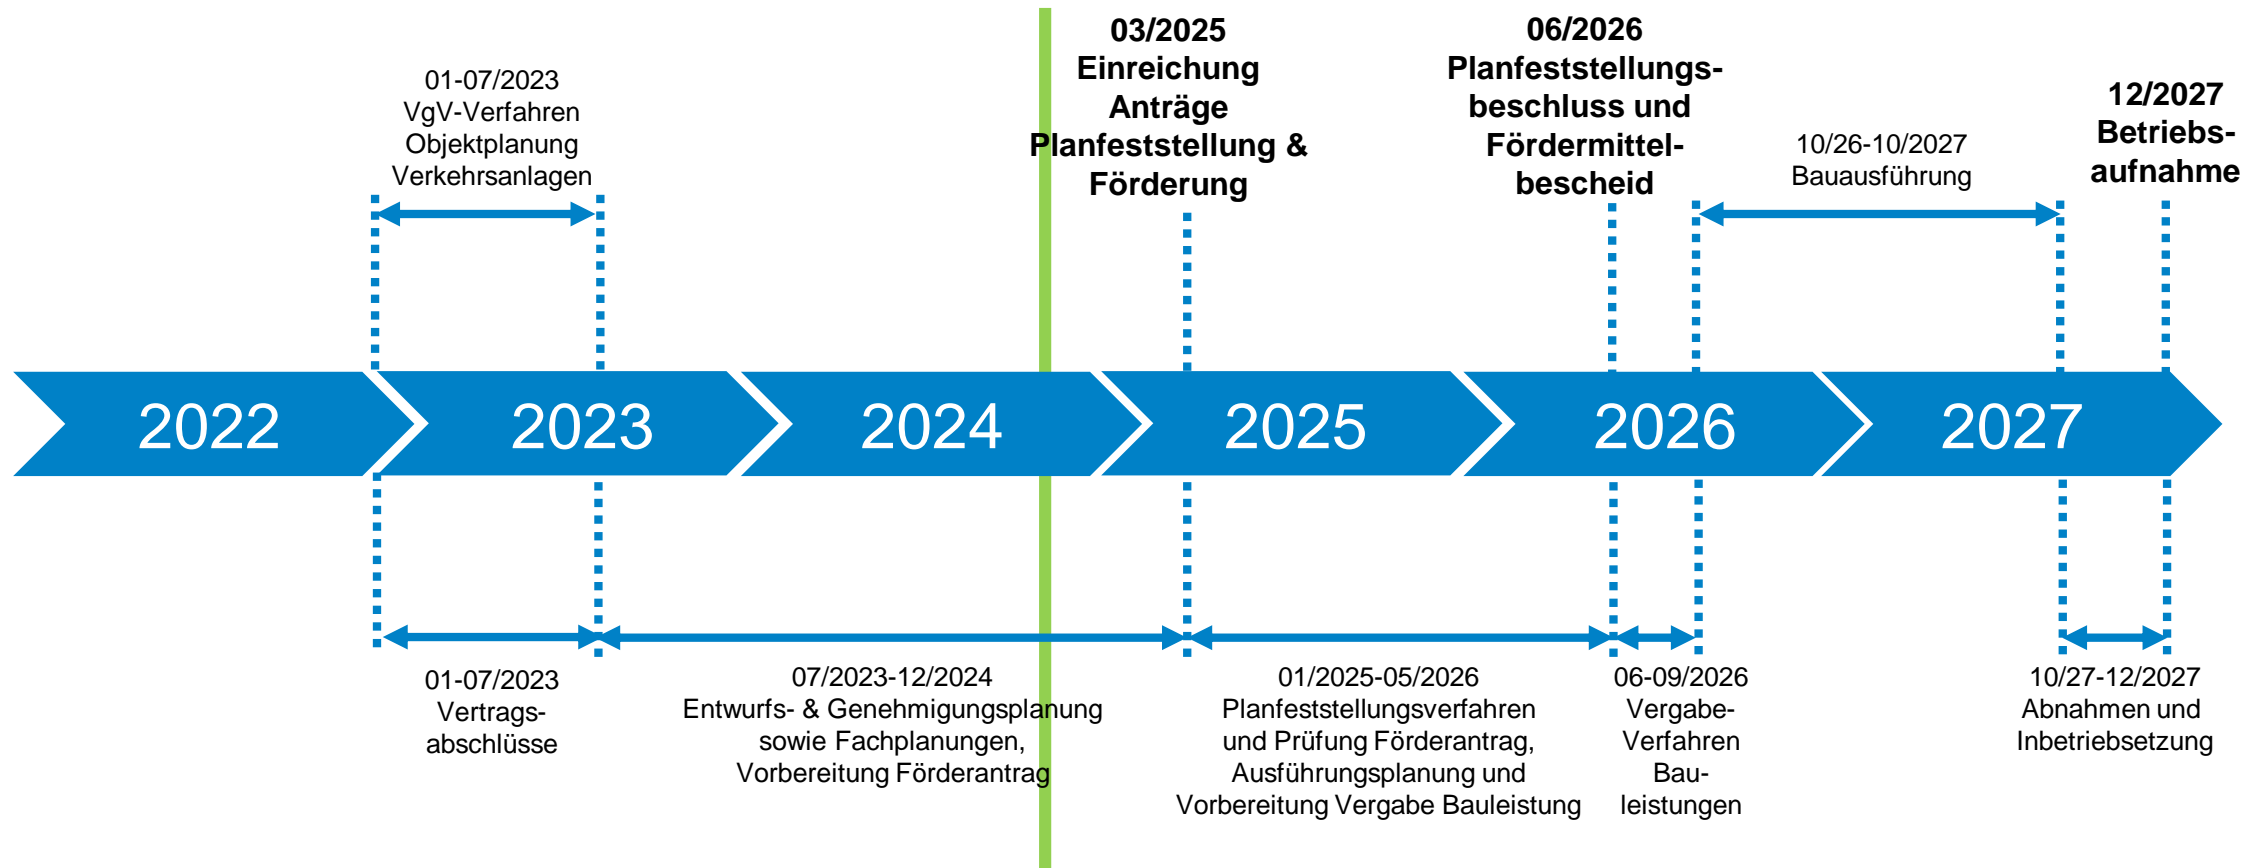 01-07/2023
VgV-Verfahren
Objektplanung
Verkehrsanlagen
03/2025
Einreichung
Anträge
Planfeststellung &
Förderung
06/2026
Planfeststellungs-
beschluss und
Fördermittel-
bescheid
10/26-10/2027
Bauausführung
12/2027
Betriebs-
aufnahme
2022
2023
2024
2025
2026
2027
01-07/2023
Vertrags-
abschlüsse
07/2023-12/2024
Entwurfs- & Genehmigungsplanung
sowie Fachplanungen,
Vorbereitung Förderantrag
01/2025-05/2026
Planfeststellungsverfahren
und Prüfung Förderantrag,
Ausführungsplanung und
Vorbereitung Vergabe Bauleistung
06-09/2026
Vergabe-
Verfahren
Bau-
leistungen
10/27-12/2027
Abnahmen und
Inbetriebsetzung